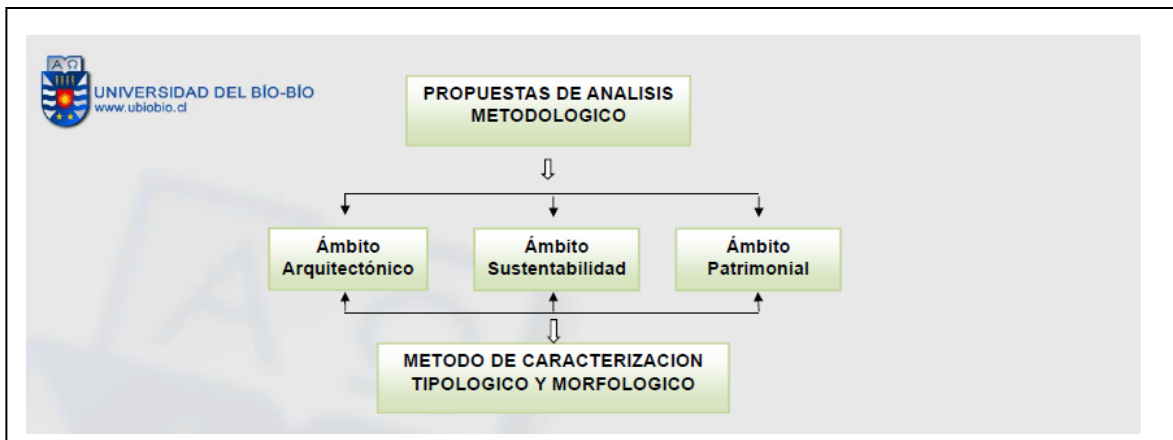 ΑΩ
UNIVERSIDAD DEL BÍO-BÍO
www.ubiobio.cl
PROPUESTAS DE ANALISIS
METODOLOGICO
Ámbito
Arquitectónico
Ámbito
Sustentabilidad
Ámbito
Patrimonial
METODO DE CARACTERIZACION
TIPOLOGICO Y MORFOLOGICO